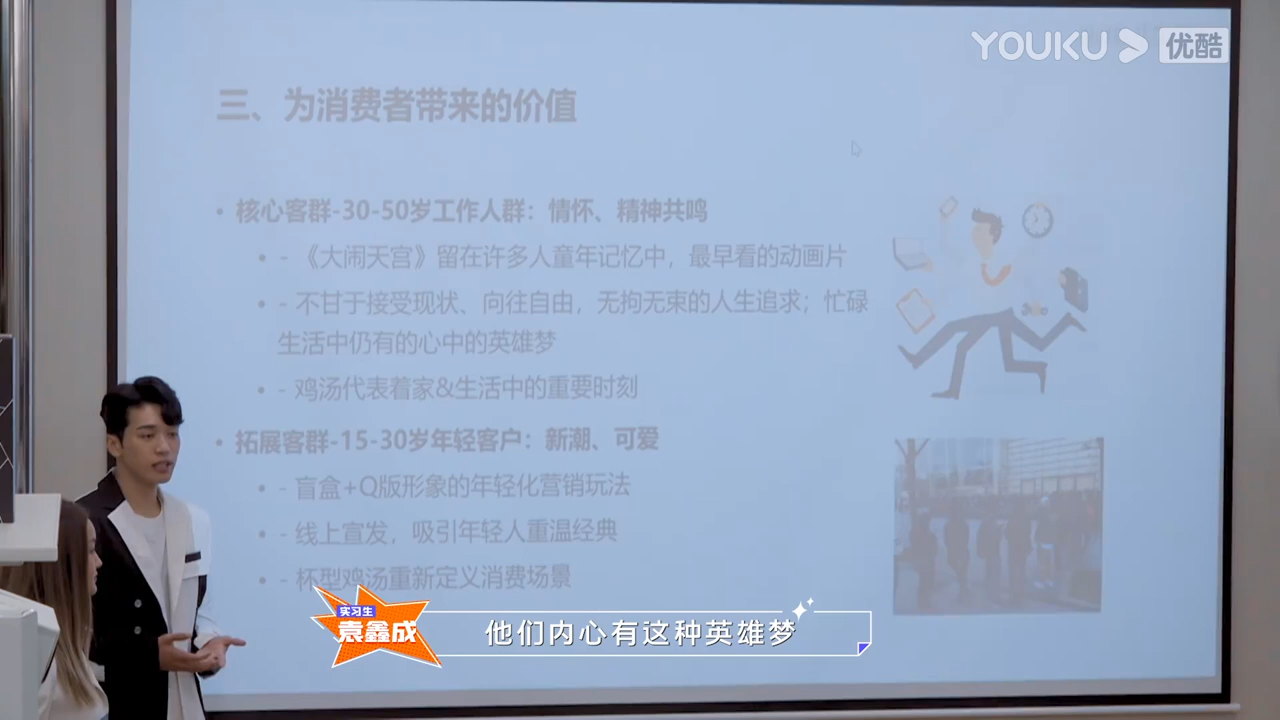 YOUKU 优酷
三、为消费者带来的价值
• 核心客群-30-50岁工作人群：情怀、精神共鸣
• - 《大闹天宫》留在许多人童年记忆中，最早看的动画片
• - 不甘于接受现状、向往自由，无拘无束的人生追求；忙碌
生活中仍有的心中的英雄梦
• - 鸡汤代表着家&生活中的重要时刻
• 拓展客群-15-30岁年轻客户：新潮、可爱
• - 盲盒+Q版形象的年轻化营销玩法
• - 线上宣发，吸引年轻人重温经典
• - 杯型鸡汤重新定义消费场景
实习生
袁鑫成
他们内心有这种英雄梦